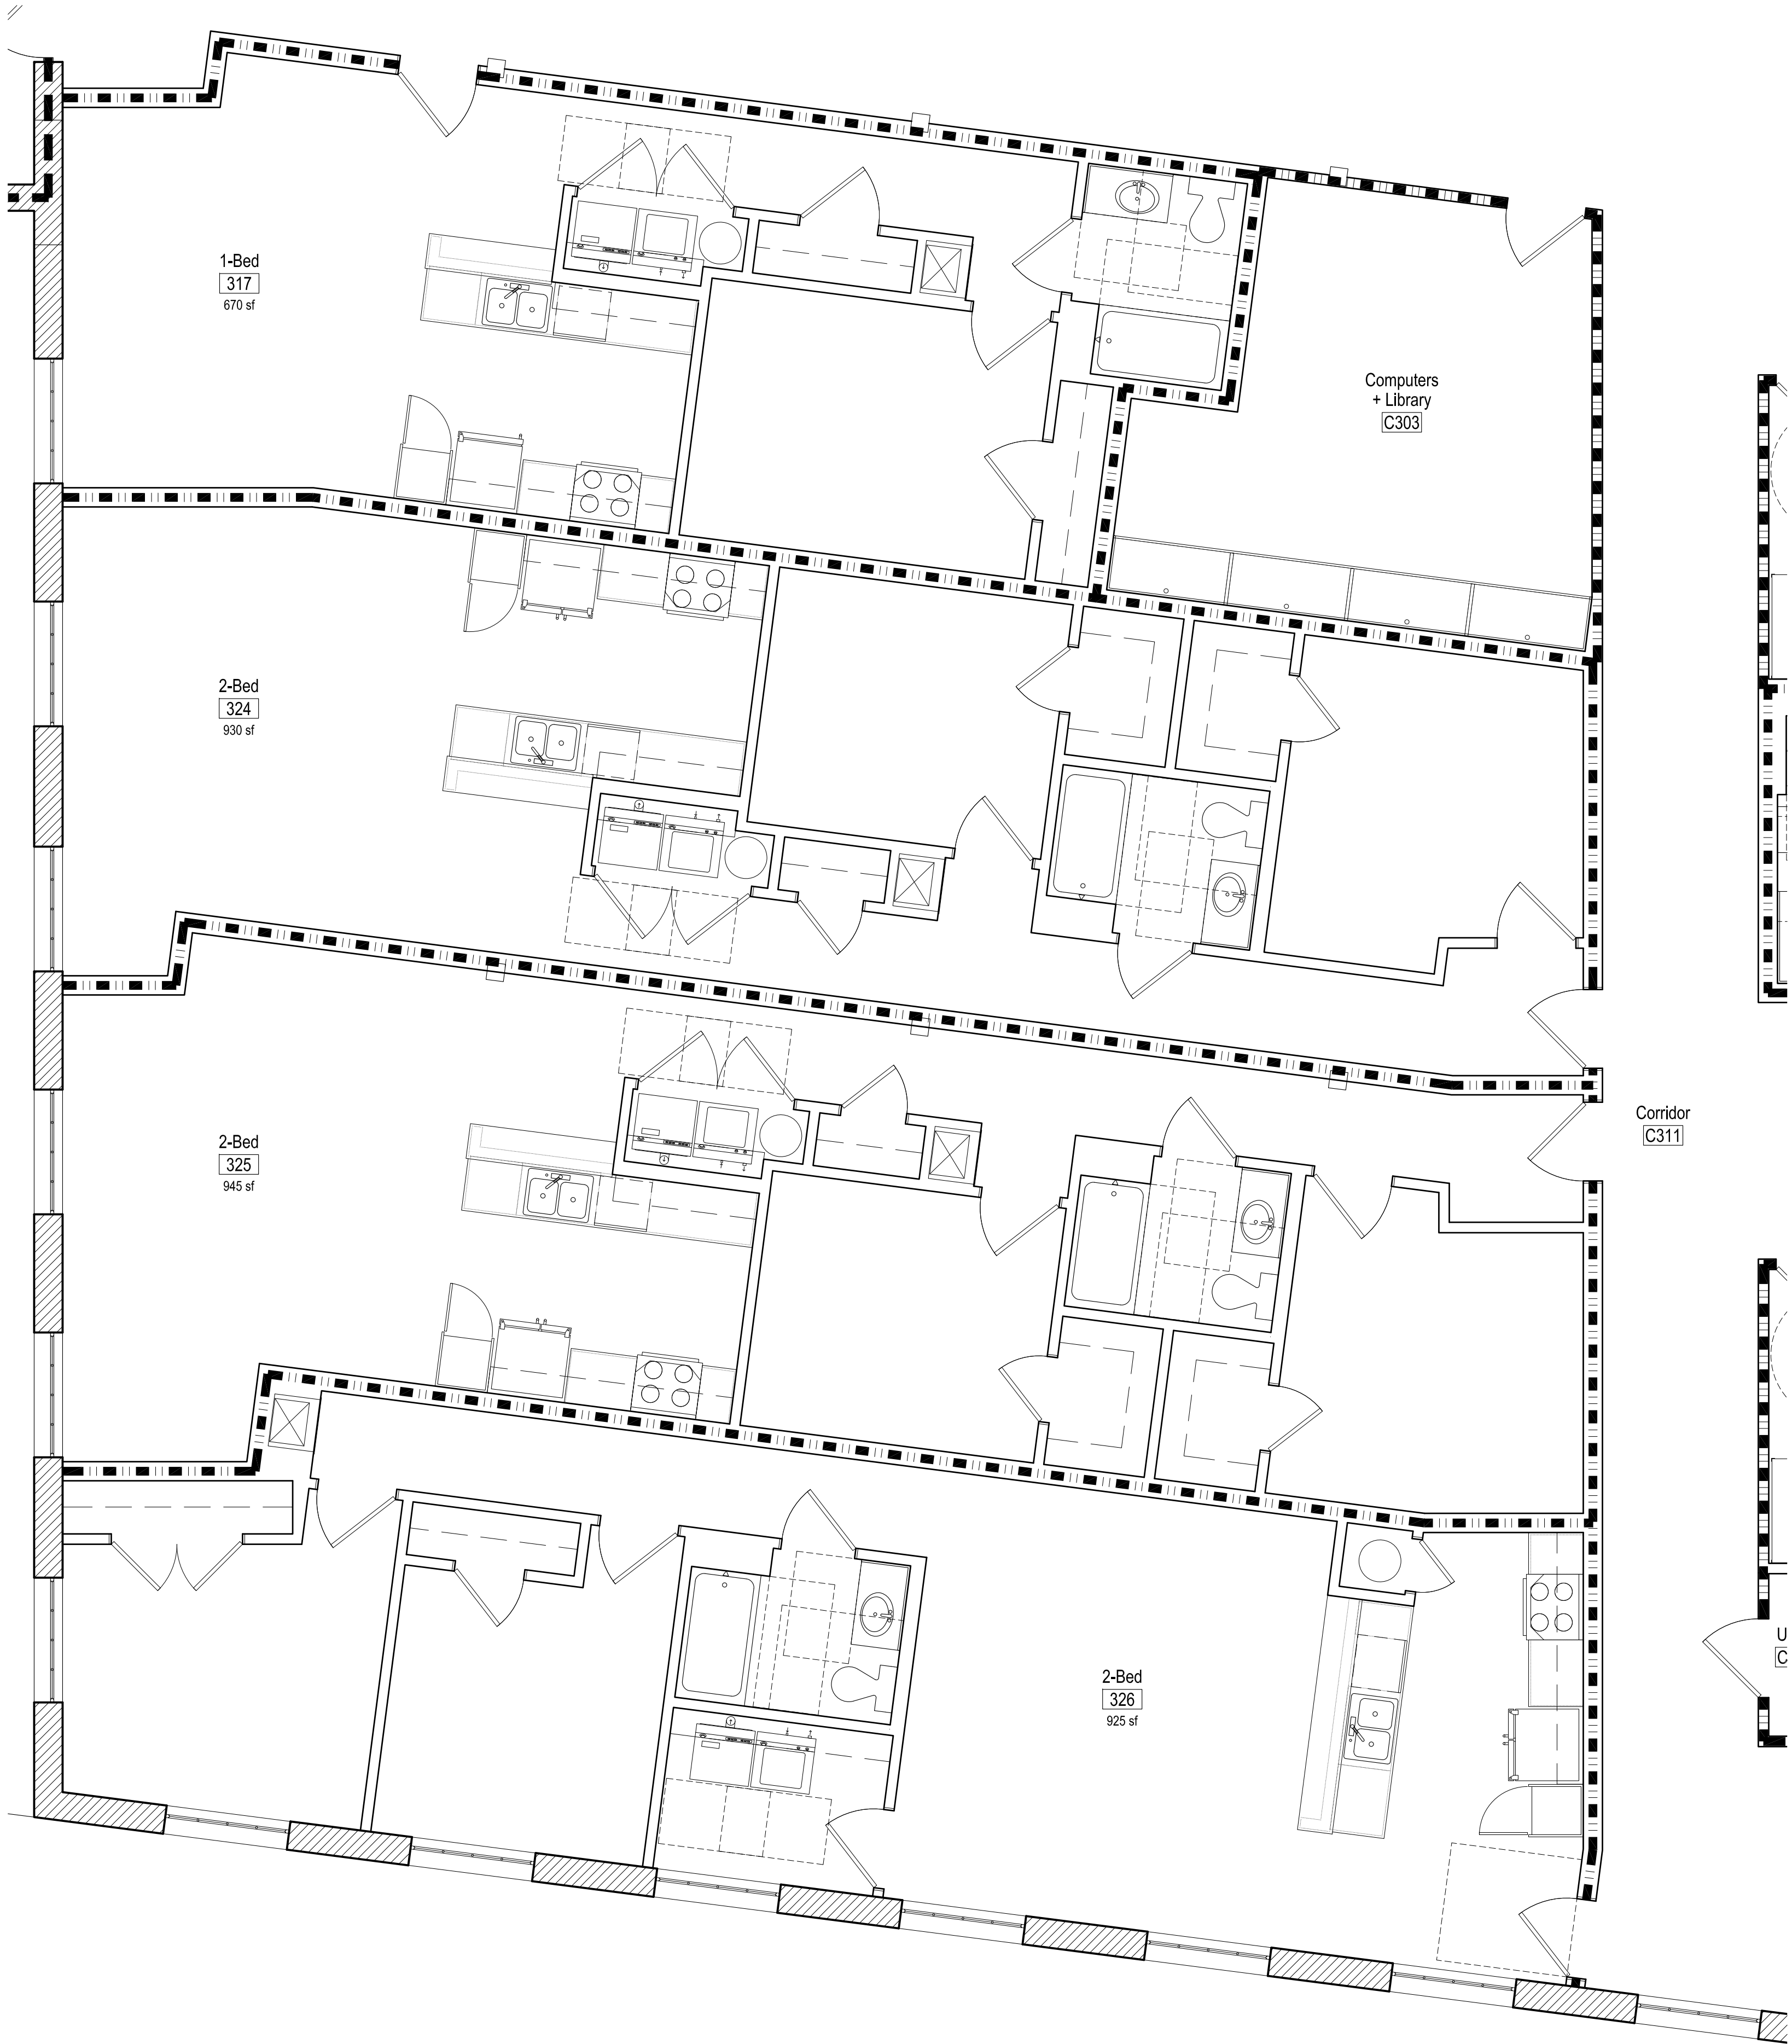 1-Bed
317
670 sf
Computers
+ Library
C303
2-Bed
324
930 sf
2-Bed
325
945 sf
Corridor
C311
2-Bed
326
925 sf
U
C